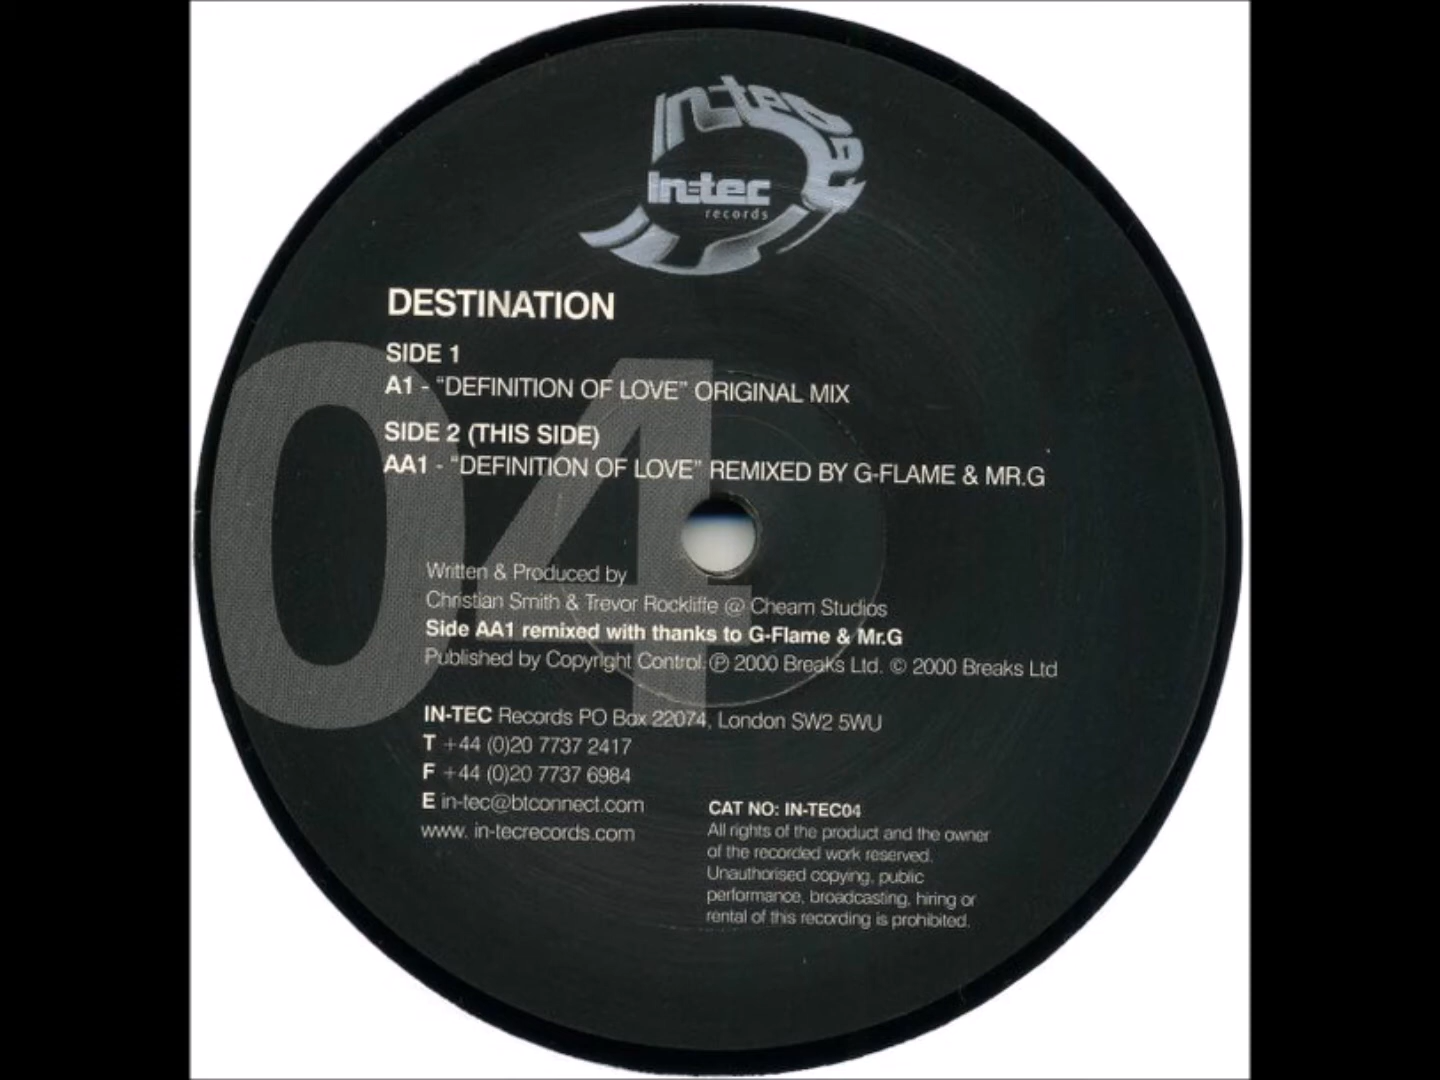 in-tec
in-tec
records
DESTINATION
SIDE 1
A1 - “DEFINITION OF LOVE” ORIGINAL MIX
SIDE 2 (THIS SIDE)
AA1 - “DEFINITION OF LOVE” REMIXED BY G-FLAME & MR.G
04
Written & Produced by
Christian Smith & Trevor Rockliffe @ Cheam Studios
Side AA1 remixed with thanks to G-Flame & Mr.G
Published by Copyright Control. ℗ 2000 Breaks Ltd. © 2000 Breaks Ltd
IN-TEC Records PO Box 22074, London SW2 5WU
T +44 (0)20 7737 2417
F +44 (0)20 7737 6984
E in-tec@btconnect.com
www. in-tecrecords.com
CAT NO: IN-TEC04
All rights of the product and the owner
of the recorded work reserved.
Unauthorised copying, public
performance, broadcasting, hiring or
rental of this recording is prohibited.